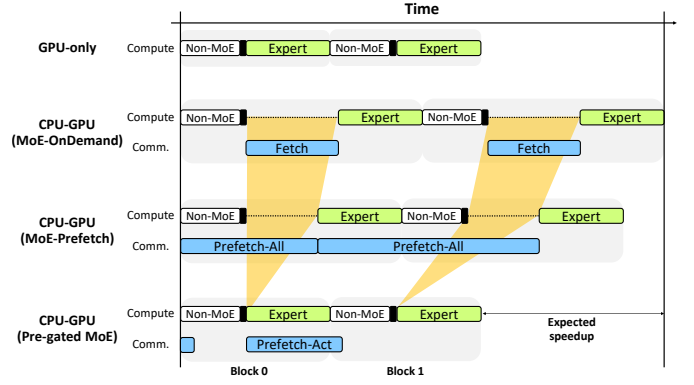 Time
GPU-only
Compute
Non-MoE Expert Non-MoE Expert
CPU-GPU
(MoE-OnDemand)
Compute
Non-MoE Expert Non-MoE Expert
Comm.
Fetch Fetch
CPU-GPU
(MoE-Prefetch)
Compute
Non-MoE Expert Non-MoE Expert
Comm.
Prefetch-All Prefetch-All
CPU-GPU
(Pre-gated MoE)
Compute
Non-MoE Expert Non-MoE Expert
Comm.
Prefetch-Act
Expected
speedup
Block 0 Block 1